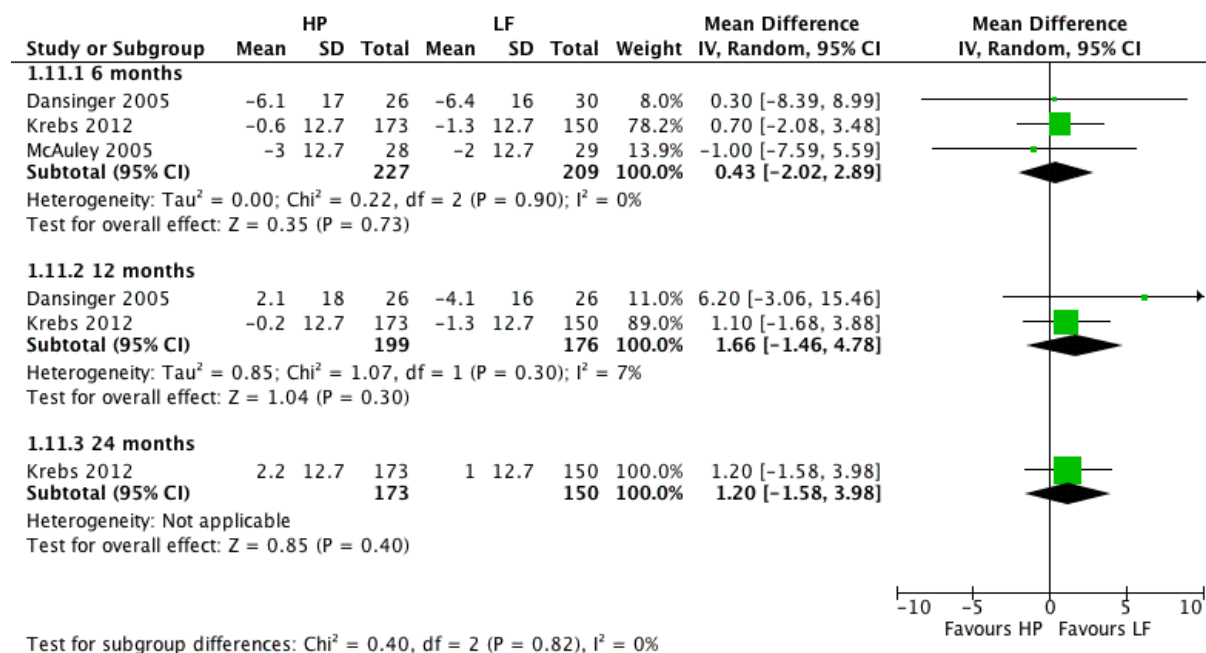 HP LF Mean Difference Mean Difference
Study or Subgroup Mean SD Total Mean SD Total Weight IV, Random, 95% CI IV, Random, 95% CI
1.11.1 6 months
Dansinger 2005 -6.1 17 26 -6.4 16 30 8.0% 0.30 [-8.39, 8.99]
Krebs 2012 -0.6 12.7 173 -1.3 12.7 150 78.2% 0.70 [-2.08, 3.48]
McAuley 2005 -3 12.7 28 -2 12.7 29 13.9% -1.00 [-7.59, 5.59]
Subtotal (95% CI) 227 209 100.0% 0.43 [-2.02, 2.89]
Heterogeneity: Tau² = 0.00; Chi² = 0.22, df = 2 (P = 0.90); I² = 0%
Test for overall effect: Z = 0.35 (P = 0.73)
1.11.2 12 months
Dansinger 2005 2.1 18 26 -4.1 16 26 11.0% 6.20 [-3.06, 15.46]
Krebs 2012 -0.2 12.7 173 -1.3 12.7 150 89.0% 1.10 [-1.68, 3.88]
Subtotal (95% CI) 199 176 100.0% 1.66 [-1.46, 4.78]
Heterogeneity: Tau² = 0.85; Chi² = 1.07, df = 1 (P = 0.30); I² = 7%
Test for overall effect: Z = 1.04 (P = 0.30)
1.11.3 24 months
Krebs 2012 2.2 12.7 173 1 12.7 150 100.0% 1.20 [-1.58, 3.98]
Subtotal (95% CI) 173 150 100.0% 1.20 [-1.58, 3.98]
Heterogeneity: Not applicable
Test for overall effect: Z = 0.85 (P = 0.40)
-10 -5 0 5 10
Favours HP Favours LF
Test for subgroup differences: Chi² = 0.40, df = 2 (P = 0.82), I² = 0%